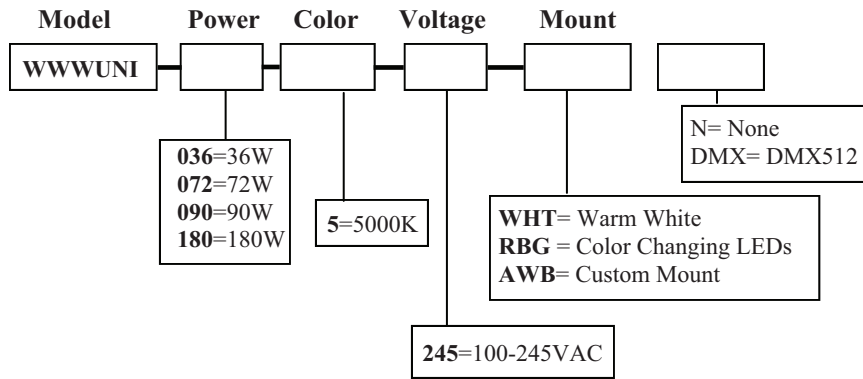 Model Power Color Voltage Mount
WWWUNI
036=36W
072=72W
090=90W
180=180W
5=5000K
245=100-245VAC
WHT= Warm White
RBG = Color Changing LEDs
AWB= Custom Mount
N= None
DMX= DMX512